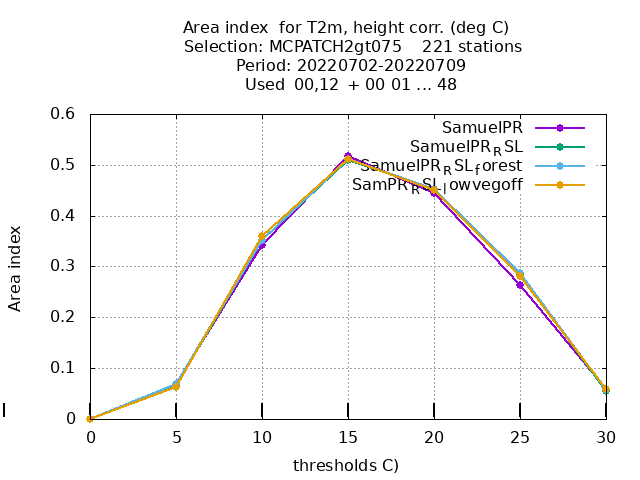 Area index  for T2m, height corr. (deg C)
Selection: MCPATCH2gt075    221 stations
Period: 20220702-20220709
Used  00,12  + 00 01 ... 48
SamuelPR
SamuelPR_RSL
SamuelPR_RSL_forest
SamPR_RSL_lowvegoff
Area index
0.6
0.5
0.4
0.3
0.2
0.1
0
0 5 10 15 20 25 30
thresholds C)